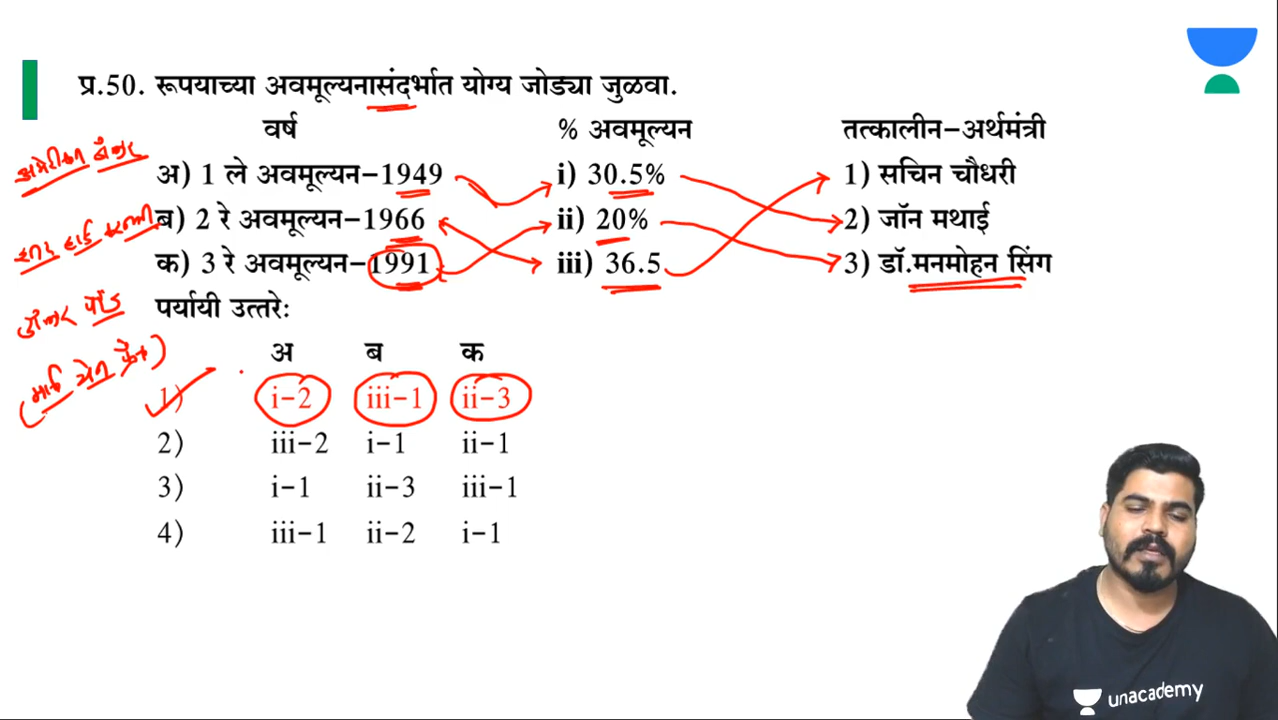 प्र.50. रूपयाच्या अवमूल्यनासंदर्भात योग्य जोड्या जुळवा.
वर्ष % अवमूल्यन तत्कालीन-अर्थमंत्री
अ) 1 ले अवमूल्यन-1949 i) 30.5% 1) सचिन चौधरी
ब) 2 रे अवमूल्यन-1966 ii) 20% 2) जॉन मथाई
क) 3 रे अवमूल्यन-1991 iii) 36.5 3) डॉ.मनमोहन सिंग
पर्यायी उत्तरेः
अ ब क
1) i-2 iii-1 ii-3
2) iii-2 i-1 ii-1
3) i-1 ii-3 iii-1
4) iii-1 ii-2 i-1
unacademy